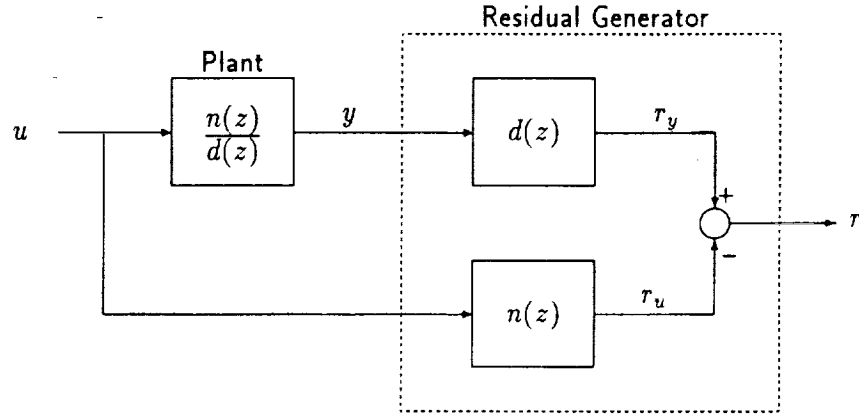 Residual Generator
Plant
u
n(z)
d(z)
y
d(z)
r_y
+
r
−
n(z)
r_u